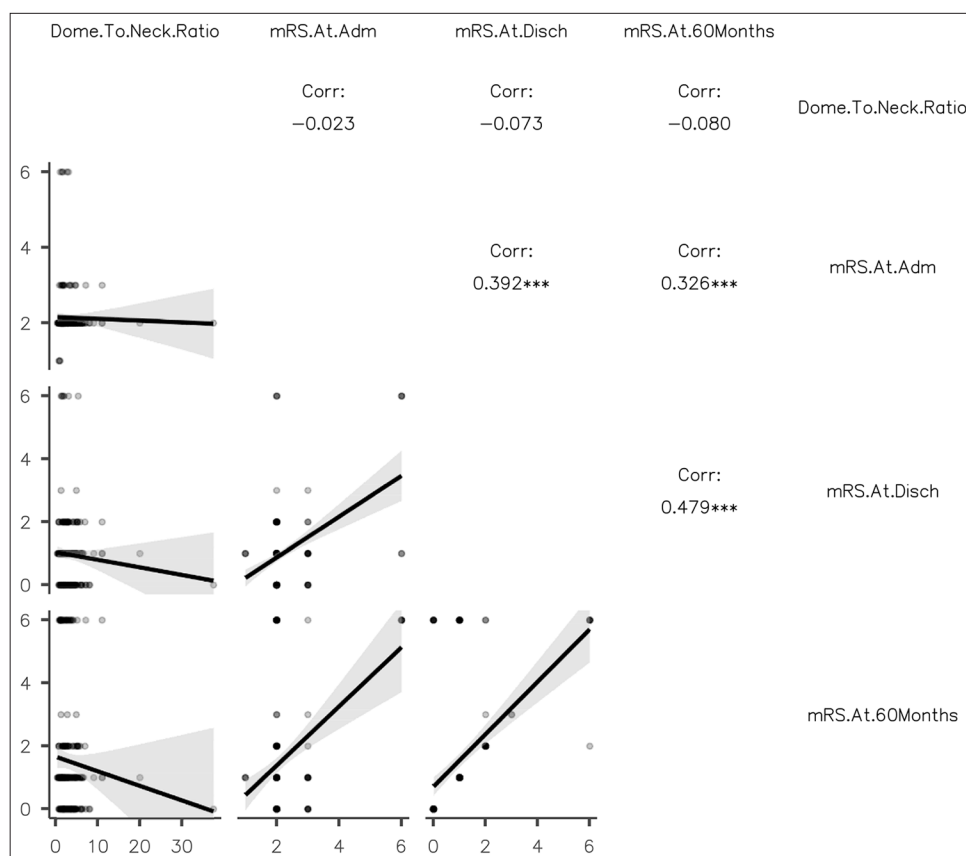 Dome.To.Neck.Ratio mRS.At.Adm mRS.At.Disch mRS.At.60Months
Corr: Corr: Corr:
−0.023 −0.073 −0.080
Dome.To.Neck.Ratio
6
4
2
Corr: Corr:
0.392*** 0.326***
mRS.At.Adm
6
4
2
0
Corr:
0.479***
mRS.At.Disch
6
4
2
0
mRS.At.60Months
0 10 20 30 2 4 6 0 2 4 6